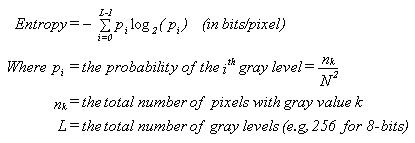 Entropy = - L-1 Σ i=0 p_i log_2 ( p_i ) (in bits/pixel)
Where p_i = the probability of the i^th gray level = n_k / N^2
n_k = the total number of pixels with gray value k
L = the total number of gray levels (e.g, 256 for 8-bits)